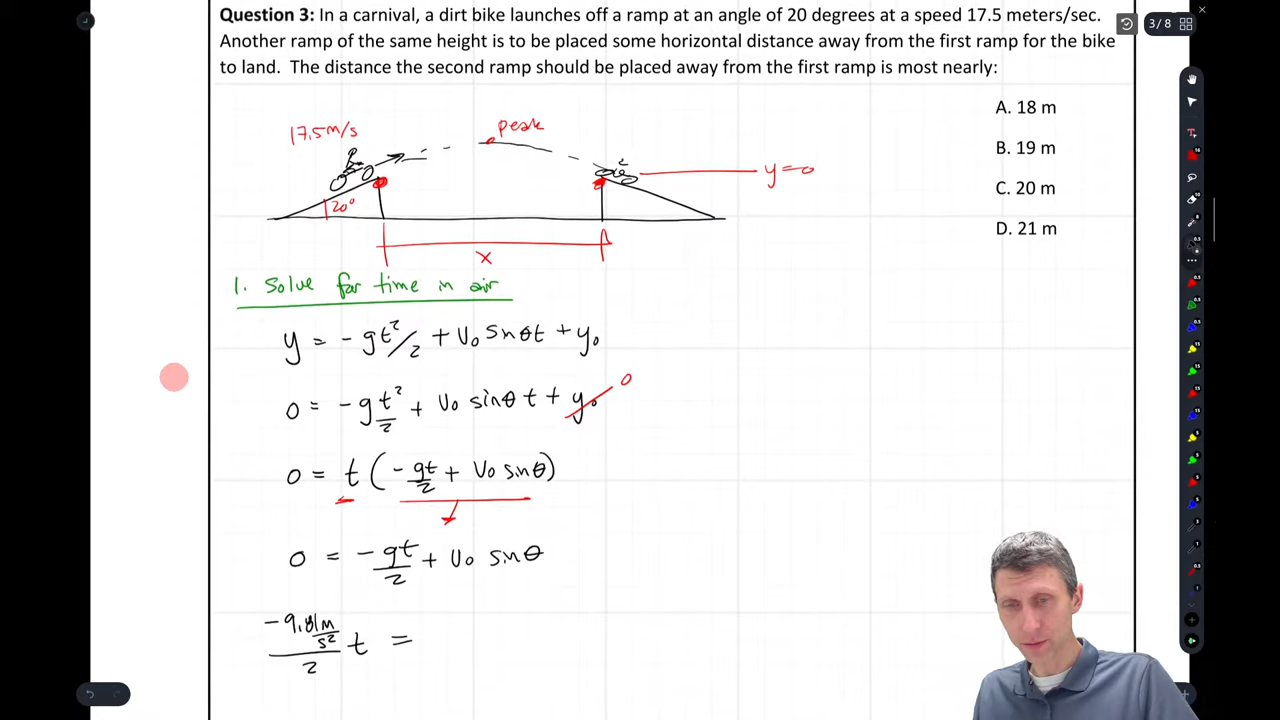 Question 3: In a carnival, a dirt bike launches off a ramp at an angle of 20 degrees at a speed 17.5 meters/sec.
Another ramp of the same height is to be placed some horizontal distance away from the first ramp for the bike
to land. The distance the second ramp should be placed away from the first ramp is most nearly:
3/8
A. 18 m
B. 19 m
C. 20 m
D. 21 m
17.5 m/s
peak
y=0
20°
x
1. Solve for time in air
y = -gt²/2 + V₀ sinθt + y₀
0 = -gt²/2 + V₀ sinθ t + y₀ 0
0 = t(-gt/2 + V₀ sinθ)
0 = -gt/2 + V₀ sinθ
-9.81 m/s²/2 t =